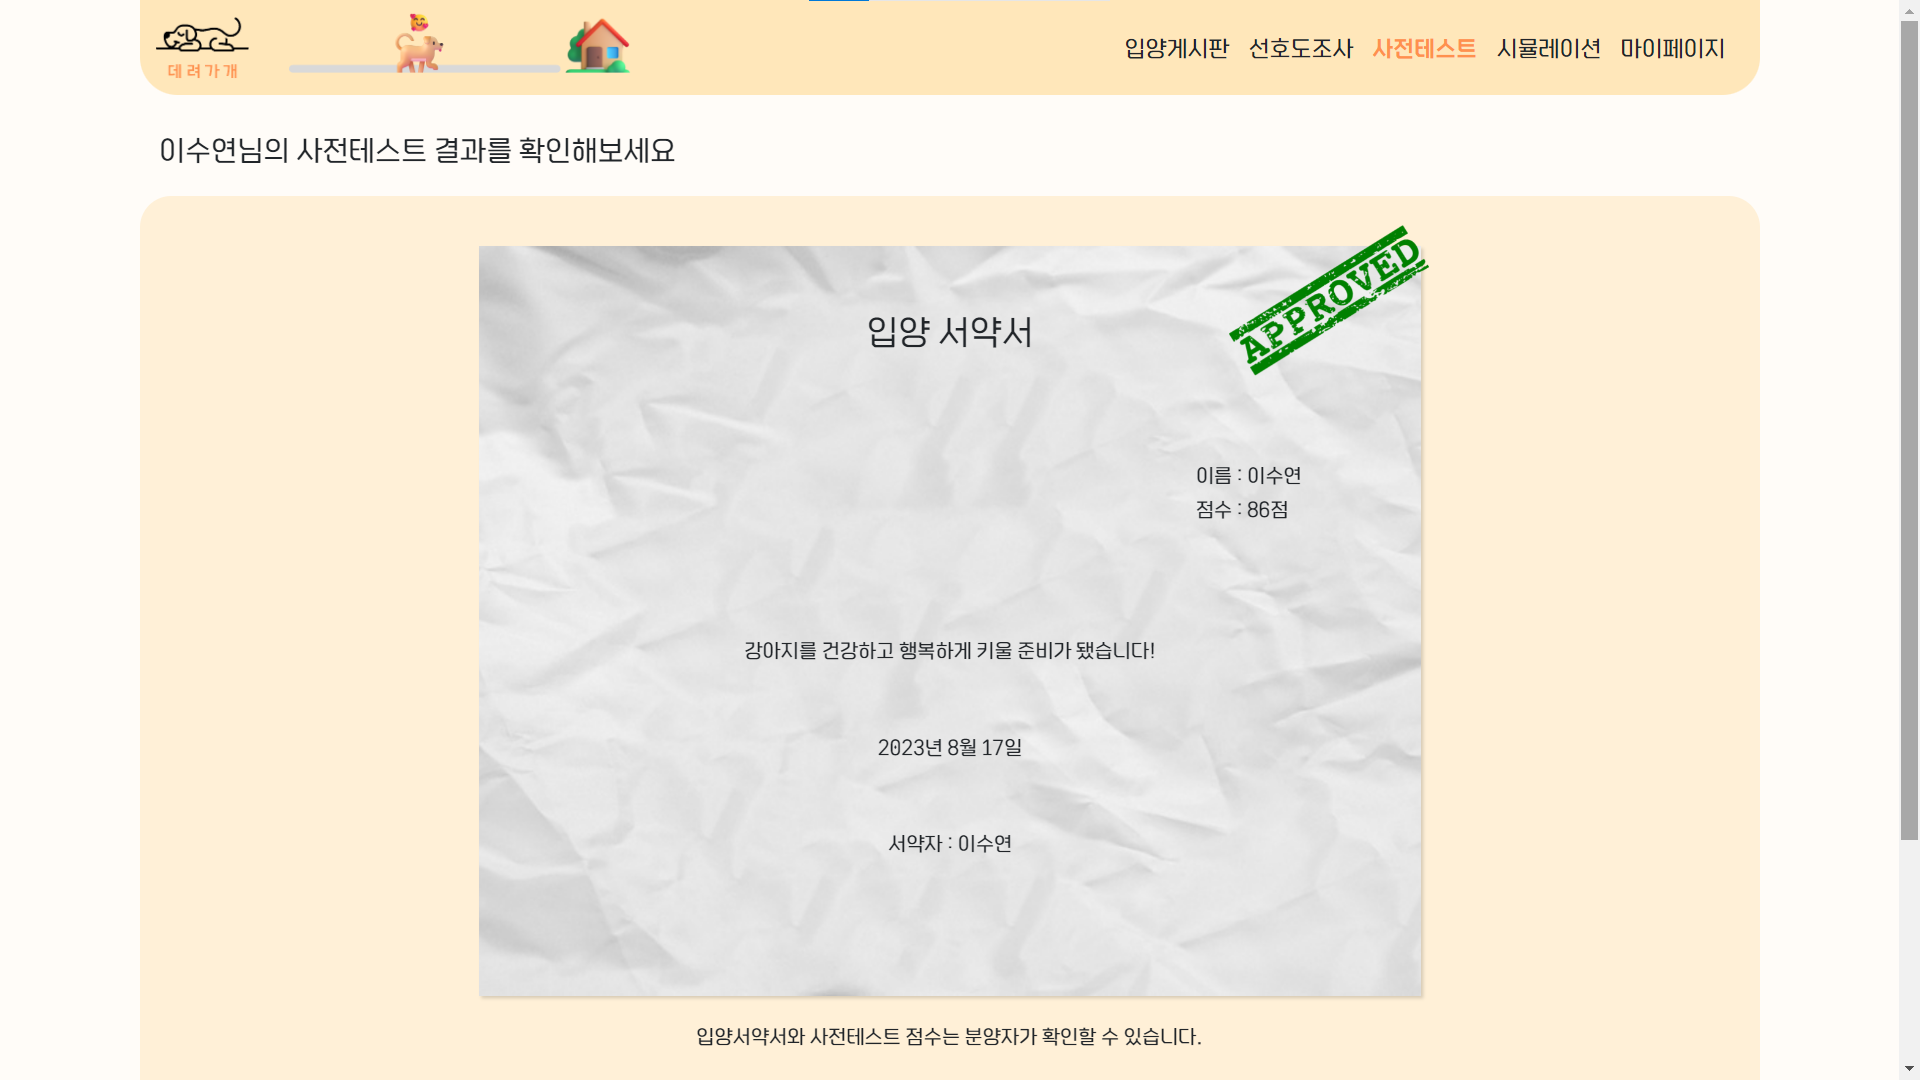 데려가개
입양게시판 선호도조사 사전테스트 시뮬레이션 마이페이지
이수연님의 사전테스트 결과를 확인해보세요
APPROVED
입양 서약서
이름 : 이수연
점수 : 86점
강아지를 건강하고 행복하게 키울 준비가 됐습니다!
2023년 8월 17일
서약자 : 이수연
입양서약서와 사전테스트 점수는 분양자가 확인할 수 있습니다.